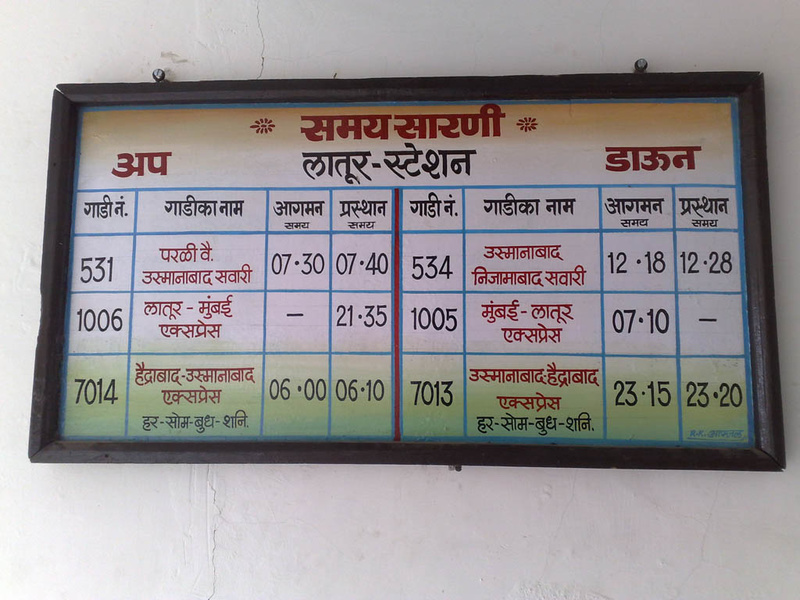 समय सारणी
अप लातूर-स्टेशन डाऊन
गाडी नं. गाडीका नाम आगमन समय प्रस्थान समय गाडी नं. गाडीका नाम आगमन समय प्रस्थान समय
531 परळी वै. उस्मानाबाद सवारी 07·30 07·40 534 उस्मानाबाद निजामाबाद सवारी 12·18 12·28
1006 लातूर - मुंबई एक्सप्रेस — 21·35 1005 मुंबई - लातूर एक्सप्रेस 07·10 —
7014 हैद्राबाद-उस्मानाबाद एक्सप्रेस हर-सोम-बुध-शनि. 06·00 06·10 7013 उस्मानाबाद-हैद्राबाद एक्सप्रेस हर-सोम-बुध-शनि. 23·15 23·20